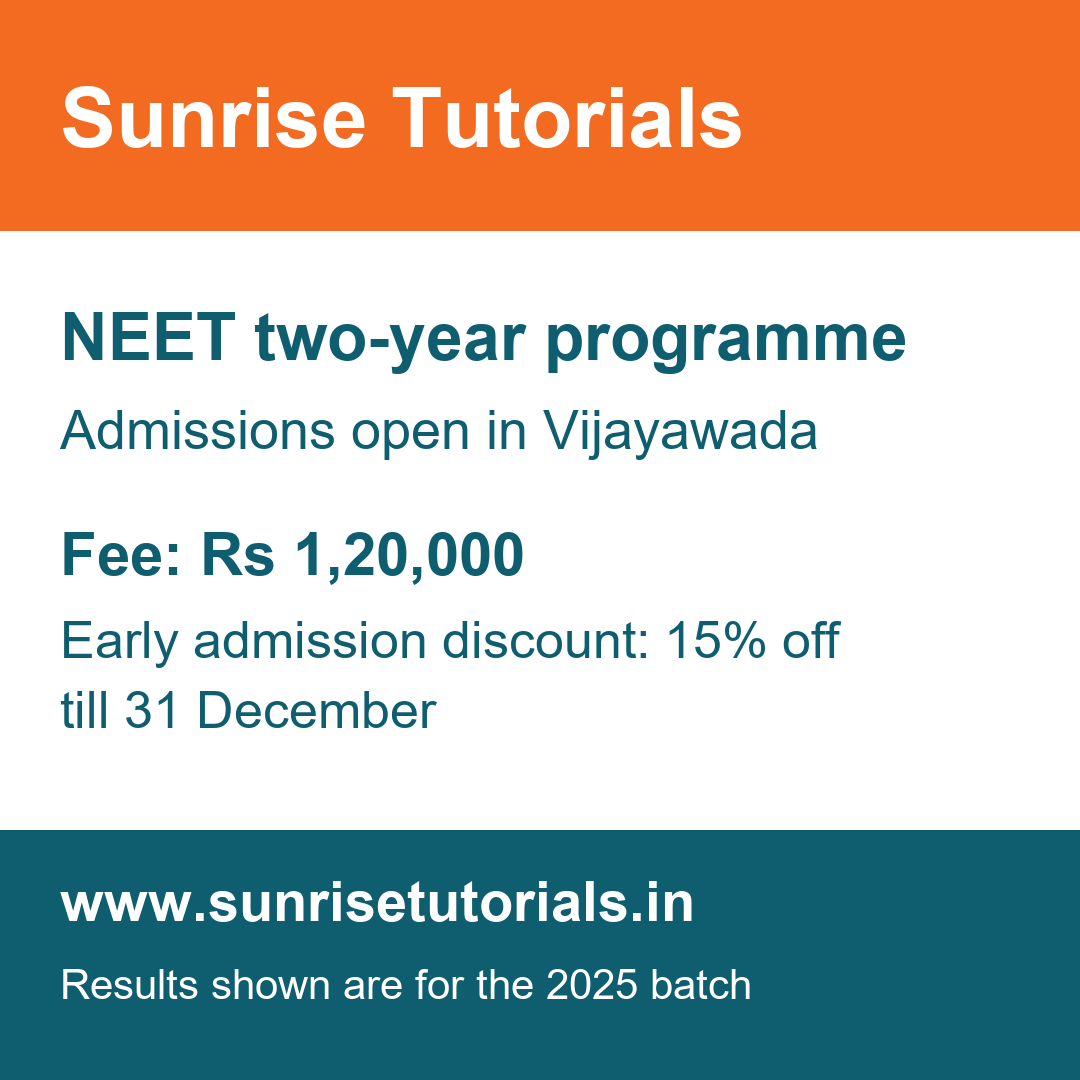 Sunrise Tutorials
NEET two-year programme
Admissions open in Vijayawada
Fee: Rs 1,20,000
Early admission discount: 15% off
till 31 December
www.sunrisetutorials.in
Results shown are for the 2025 batch